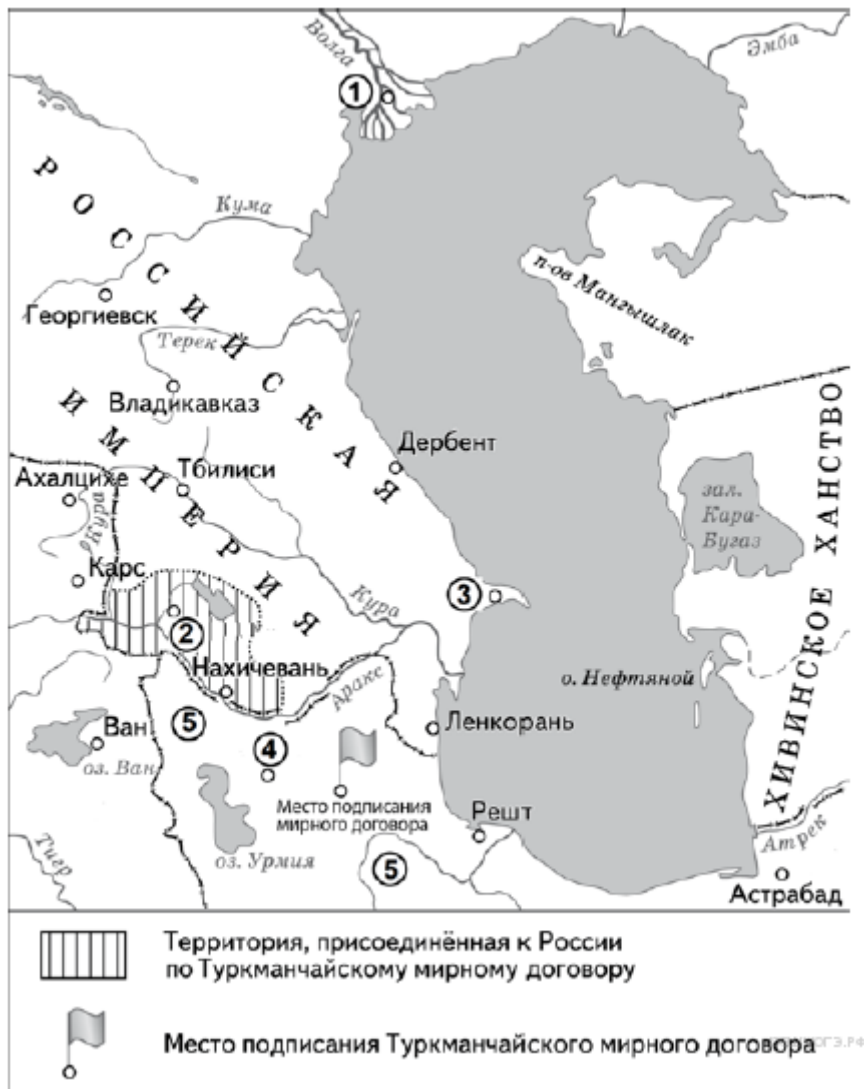 Волга
Эмба
1
РОССИЙСКАЯ ИМПЕРИЯ
Кума
Георгиевск
п-ов Мангышлак
Терек
Владикавказ
Дербент
Ахалцихе
Тбилиси
Кура
зал.
Кара-
Бугаз
ХИВИНСКОЕ ХАНСТВО
Карс
3
Кура
2
Нахичевань
Аракс
о. Нефтяной
5
Ленкорань
Ван
4
оз. Ван
Место подписания
мирного договора
Решт
Атрек
оз. Урмия
Тигр
5
Астрабад
Территория, присоединённая к России
по Туркманчайскому мирному договору
Место подписания Туркманчайского мирного договора